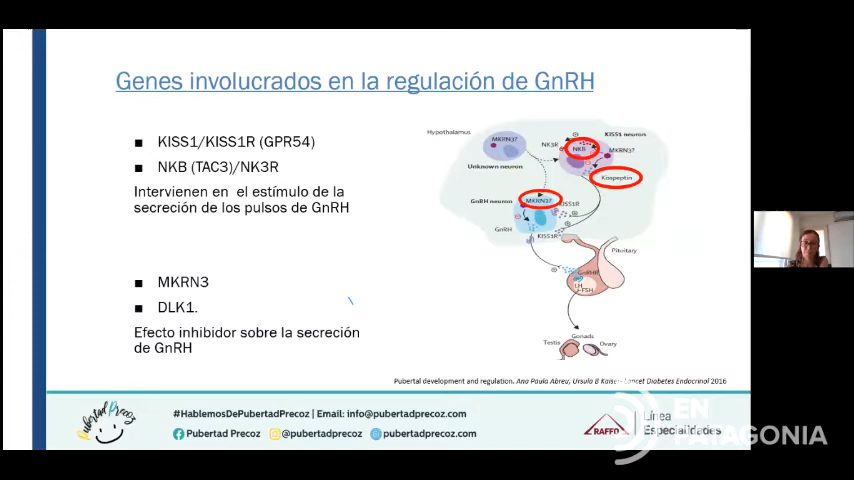 Genes involucrados en la regulación de GnRH
KISS1/KISS1R (GPR54)
NKB (TAC3)/NK3R
Intervienen en el estímulo de la
secreción de los pulsos de GnRH
MKRN3
DLK1.
Efecto inhibidor sobre la secreción
de GnRH
Hypothalamus
MKRN3?
Unknown neuron
NK3R
NKB
KISS1 neuron
MKRN3?
Kisspeptin
GnRH neuron
MKRN3?
KISS1R
GnRH
KISS1R
Pituitary
GnRHR
LH
FSH
Gonads
Testis
Ovary
Pubertal development and regulation. Ana Paula Abreu, Ursula B Kaiser. Lancet Diabetes Endocrinol 2016
Pubertad Precoz
#HablemosDePubertadPrecoz | Email: info@pubertadprecoz.com
Pubertad Precoz @pubertadprecoz pubertadprecoz.com
RAFFO
Línea
Especialidades
EN
PATAGONIA